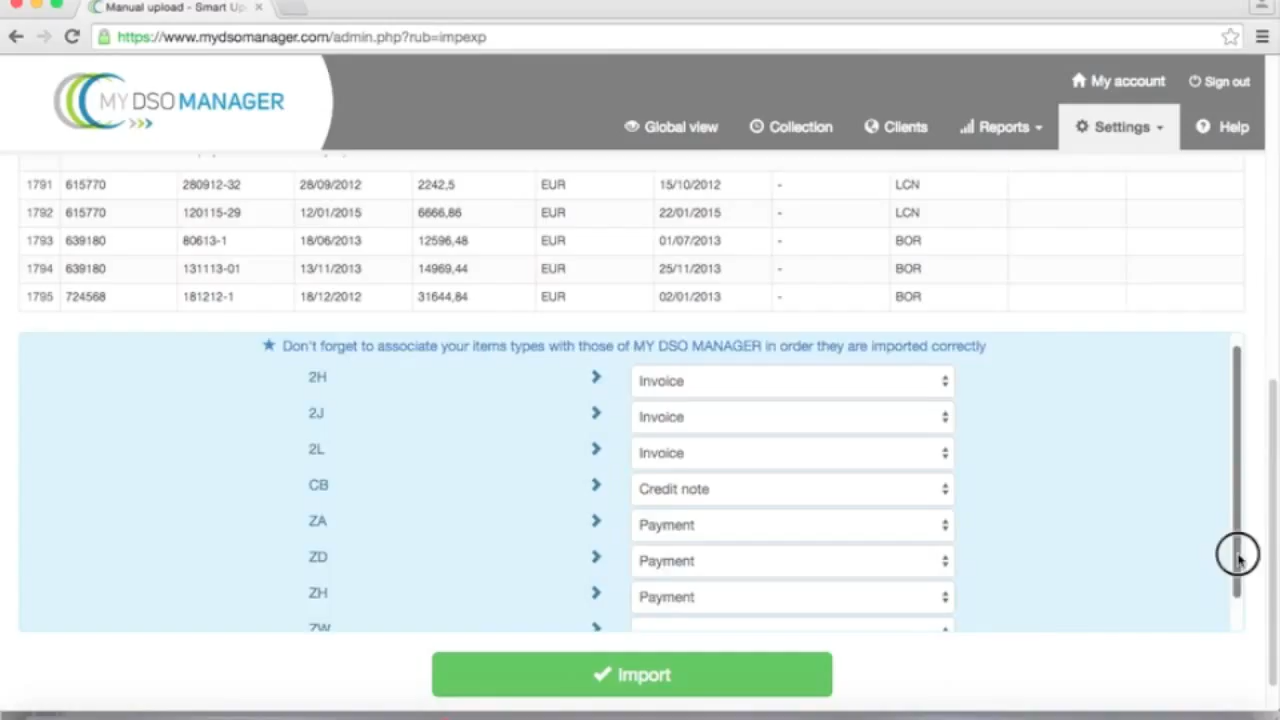 Manual upload - Smart Up
https://www.mydsomanager.com/admin.php?rub=impexp
MY DSO MANAGER
My account
Sign out
Global view
Collection
Clients
Reports
Settings
Help
1791 615770 280912-32 28/09/2012 2242,5 EUR 15/10/2012 - LCN
1792 615770 120115-29 12/01/2015 6666,86 EUR 22/01/2015 - LCN
1793 639180 80613-1 18/06/2013 12596,48 EUR 01/07/2013 - BOR
1794 639180 131113-01 13/11/2013 14969,44 EUR 25/11/2013 - BOR
1795 724568 181212-1 18/12/2012 31644,84 EUR 02/01/2013 - BOR
★ Don't forget to associate your items types with those of MY DSO MANAGER in order they are imported correctly
2H Invoice
2J Invoice
2L Invoice
CB Credit note
ZA Payment
ZD Payment
ZH Payment
ZW
Import